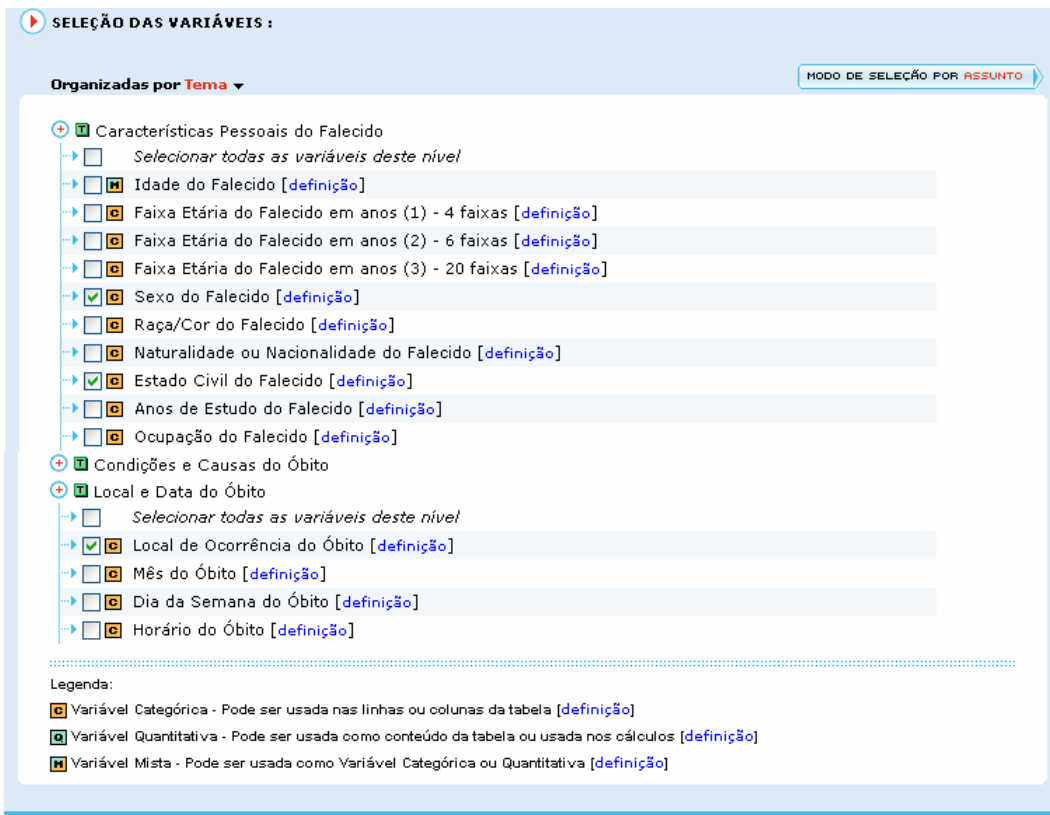 SELEÇÃO DAS VARIÁVEIS :
Organizadas por Tema
MODO DE SELEÇÃO POR ASSUNTO
T Características Pessoais do Falecido
Selecionar todas as variáveis deste nível
M Idade do Falecido [definição]
C Faixa Etária do Falecido em anos (1) - 4 faixas [definição]
C Faixa Etária do Falecido em anos (2) - 6 faixas [definição]
C Faixa Etária do Falecido em anos (3) - 20 faixas [definição]
C Sexo do Falecido [definição]
C Raça/Cor do Falecido [definição]
C Naturalidade ou Nacionalidade do Falecido [definição]
C Estado Civil do Falecido [definição]
C Anos de Estudo do Falecido [definição]
C Ocupação do Falecido [definição]
T Condições e Causas do Óbito
T Local e Data do Óbito
Selecionar todas as variáveis deste nível
C Local de Ocorrência do Óbito [definição]
C Mês do Óbito [definição]
C Dia da Semana do Óbito [definição]
C Horário do Óbito [definição]
Legenda:
C Variável Categórica - Pode ser usada nas linhas ou colunas da tabela [definição]
Q Variável Quantitativa - Pode ser usada como conteúdo da tabela ou usada nos cálculos [definição]
M Variável Mista - Pode ser usada como Variável Categórica ou Quantitativa [definição]